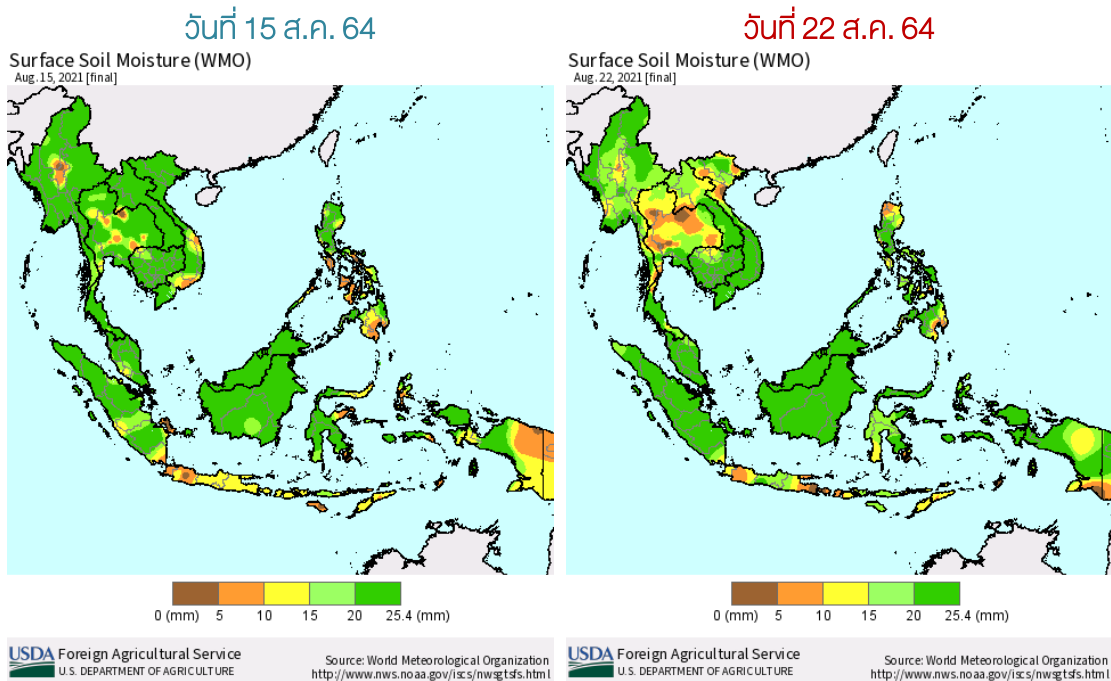 วันที่ 15 ส.ค. 64
Surface Soil Moisture (WMO)
Aug. 15, 2021 [final]
0 (mm) 5 10 15 20 25.4 (mm)
USDA Foreign Agricultural Service
U.S. DEPARTMENT OF AGRICULTURE
Source: World Meteorological Organization
http://www.nws.noaa.gov/iscs/nwsgtsfs.html
วันที่ 22 ส.ค. 64
Surface Soil Moisture (WMO)
Aug. 22, 2021 [final]
0 (mm) 5 10 15 20 25.4 (mm)
USDA Foreign Agricultural Service
U.S. DEPARTMENT OF AGRICULTURE
Source: World Meteorological Organization
http://www.nws.noaa.gov/iscs/nwsgtsfs.html